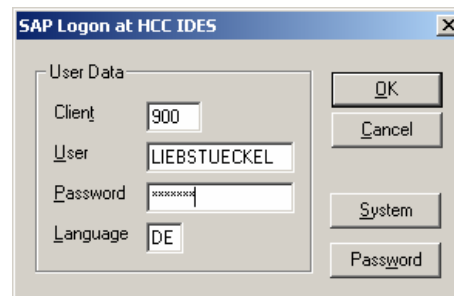 SAP Logon at HCC IDES
User Data
Client 900
User LIEBSTUECKEL
Password *******
Language DE
OK
Cancel
System
Password